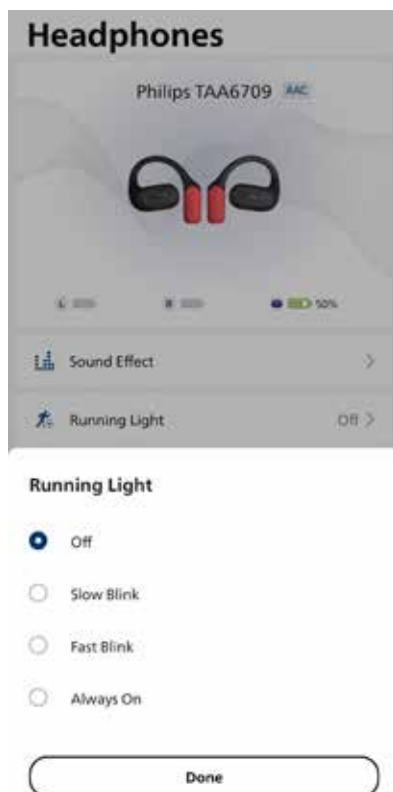 Headphones
Philips TAA6709 AAC
L R 50%
Sound Effect
Running Light Off
Running Light
Off
Slow Blink
Fast Blink
Always On
Done